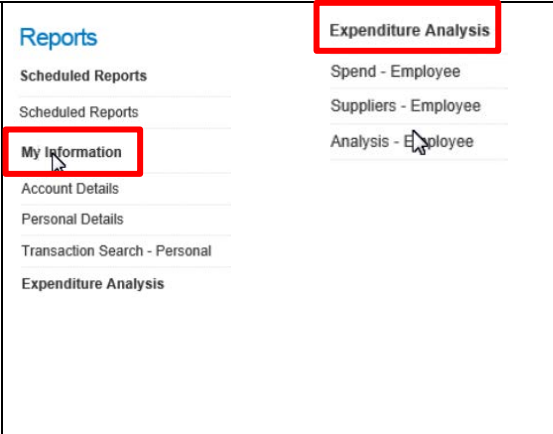 Reports
Scheduled Reports
Scheduled Reports
My Information
Account Details
Personal Details
Transaction Search - Personal
Expenditure Analysis
Expenditure Analysis
Spend - Employee
Suppliers - Employee
Analysis - Employee